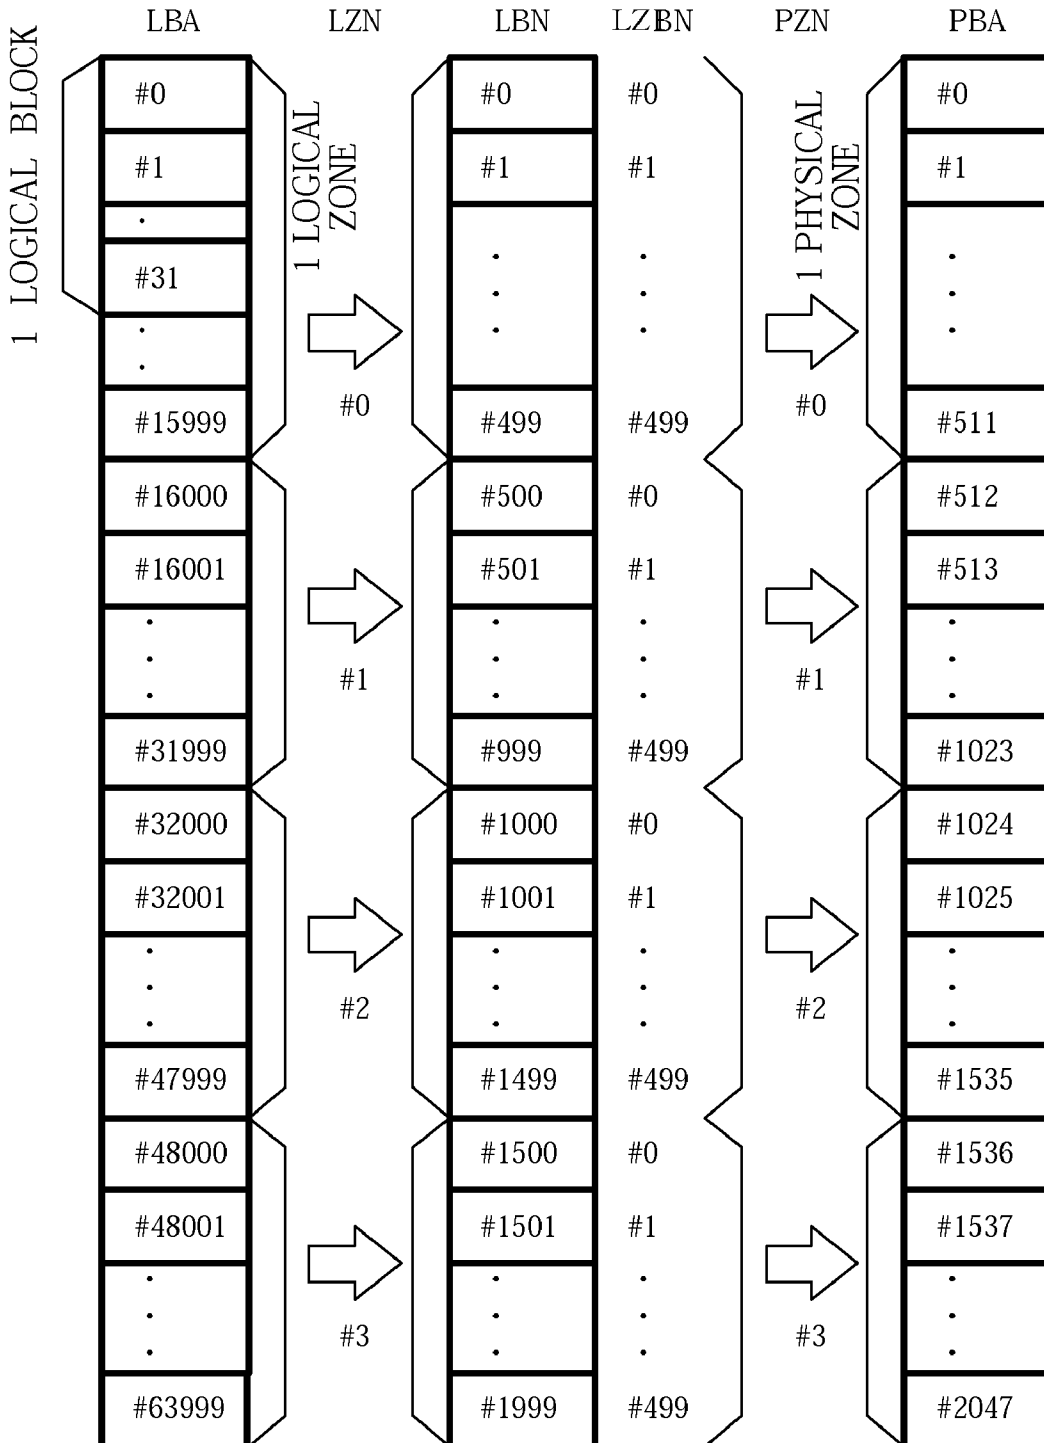 LBA LZN LBN LZBN PZN PBA
1 LOGICAL BLOCK
1 LOGICAL
ZONE
1 PHYSICAL
ZONE
#0 #0 #0 #0
#1 #1 #1 #1
#31
#0 #0
#15999 #499 #499 #511
#16000 #500 #0 #512
#16001 #501 #1 #513
#1 #1
#31999 #999 #499 #1023
#32000 #1000 #0 #1024
#32001 #1001 #1 #1025
#2 #2
#47999 #1499 #499 #1535
#48000 #1500 #0 #1536
#48001 #1501 #1 #1537
#3 #3
#63999 #1999 #499 #2047